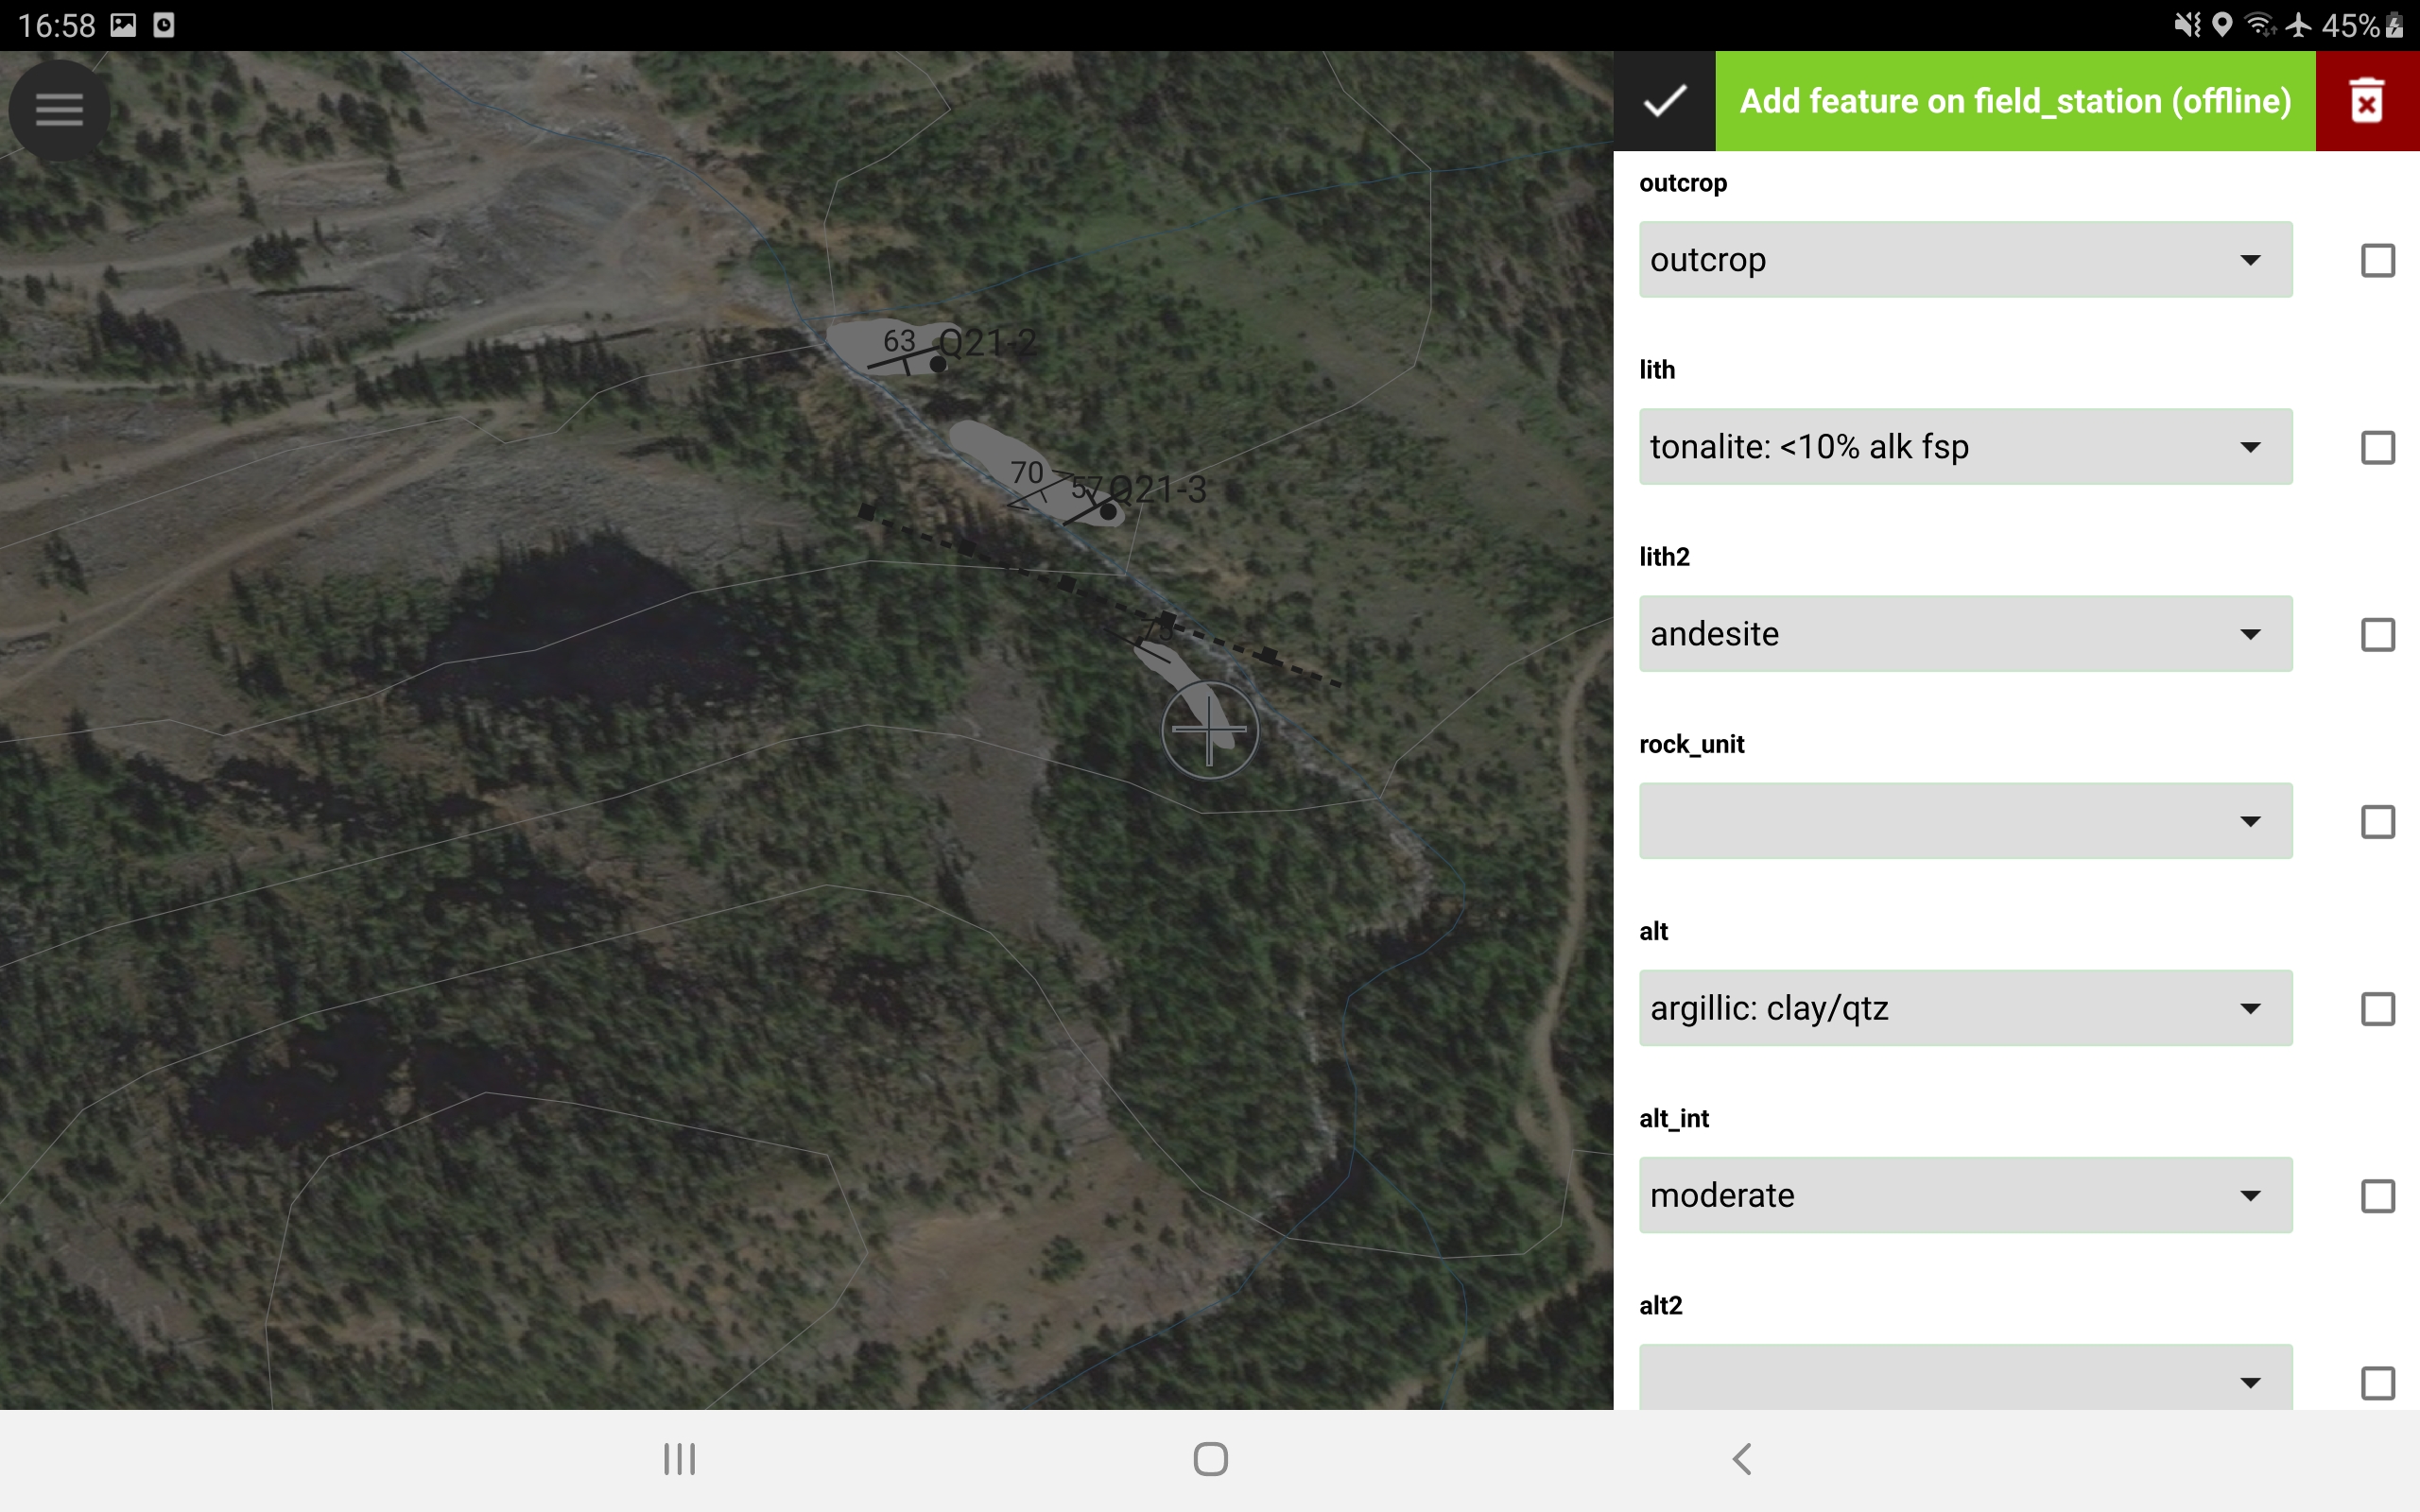 16:58
45%
Add feature on field_station (offline)
outcrop
outcrop
lith
tonalite: <10% alk fsp
lith2
andesite
rock_unit
alt
argillic: clay/qtz
alt_int
moderate
alt2
63 Q21-2
70 57 Q21-3
75